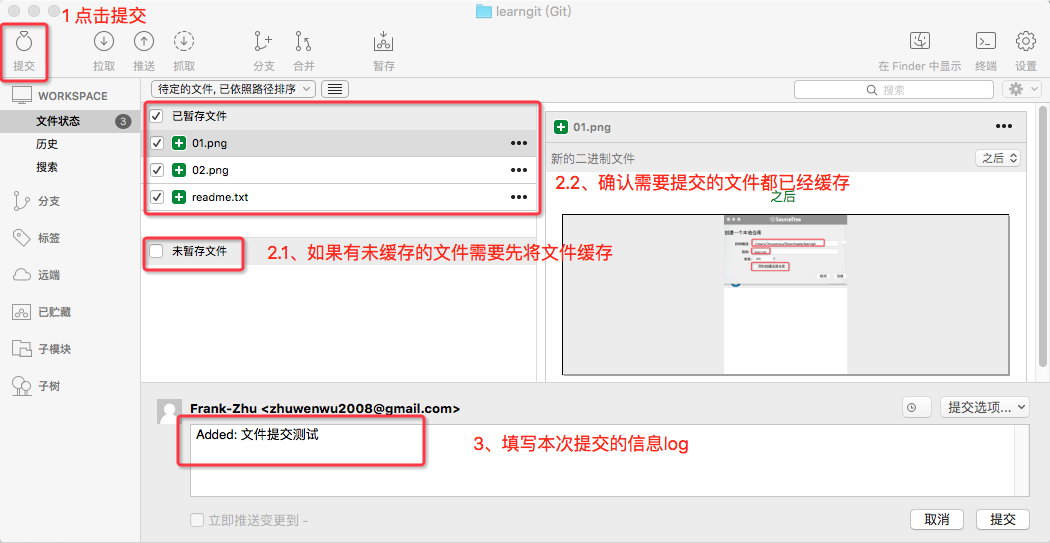 learngit (Git)
1 点击提交
提交
拉取
推送
抓取
分支
合并
暂存
在 Finder 中显示
终端
设置
待定的文件, 已依照路径排序
搜索
WORKSPACE
文件状态
3
历史
搜索
分支
标签
远端
已贮藏
子模块
子树
已暂存文件
01.png
02.png
readme.txt
未暂存文件
2.1、如果有未缓存的文件需要先将文件缓存
01.png
新的二进制文件
之后
2.2、确认需要提交的文件都已经缓存
之后
SourceTree
创建一个本地仓库
Frank-Zhu <zhuwenwu2008@gmail.com>
提交选项...
Added: 文件提交测试
3、填写本次提交的信息log
立即推送变更到 -
取消
提交